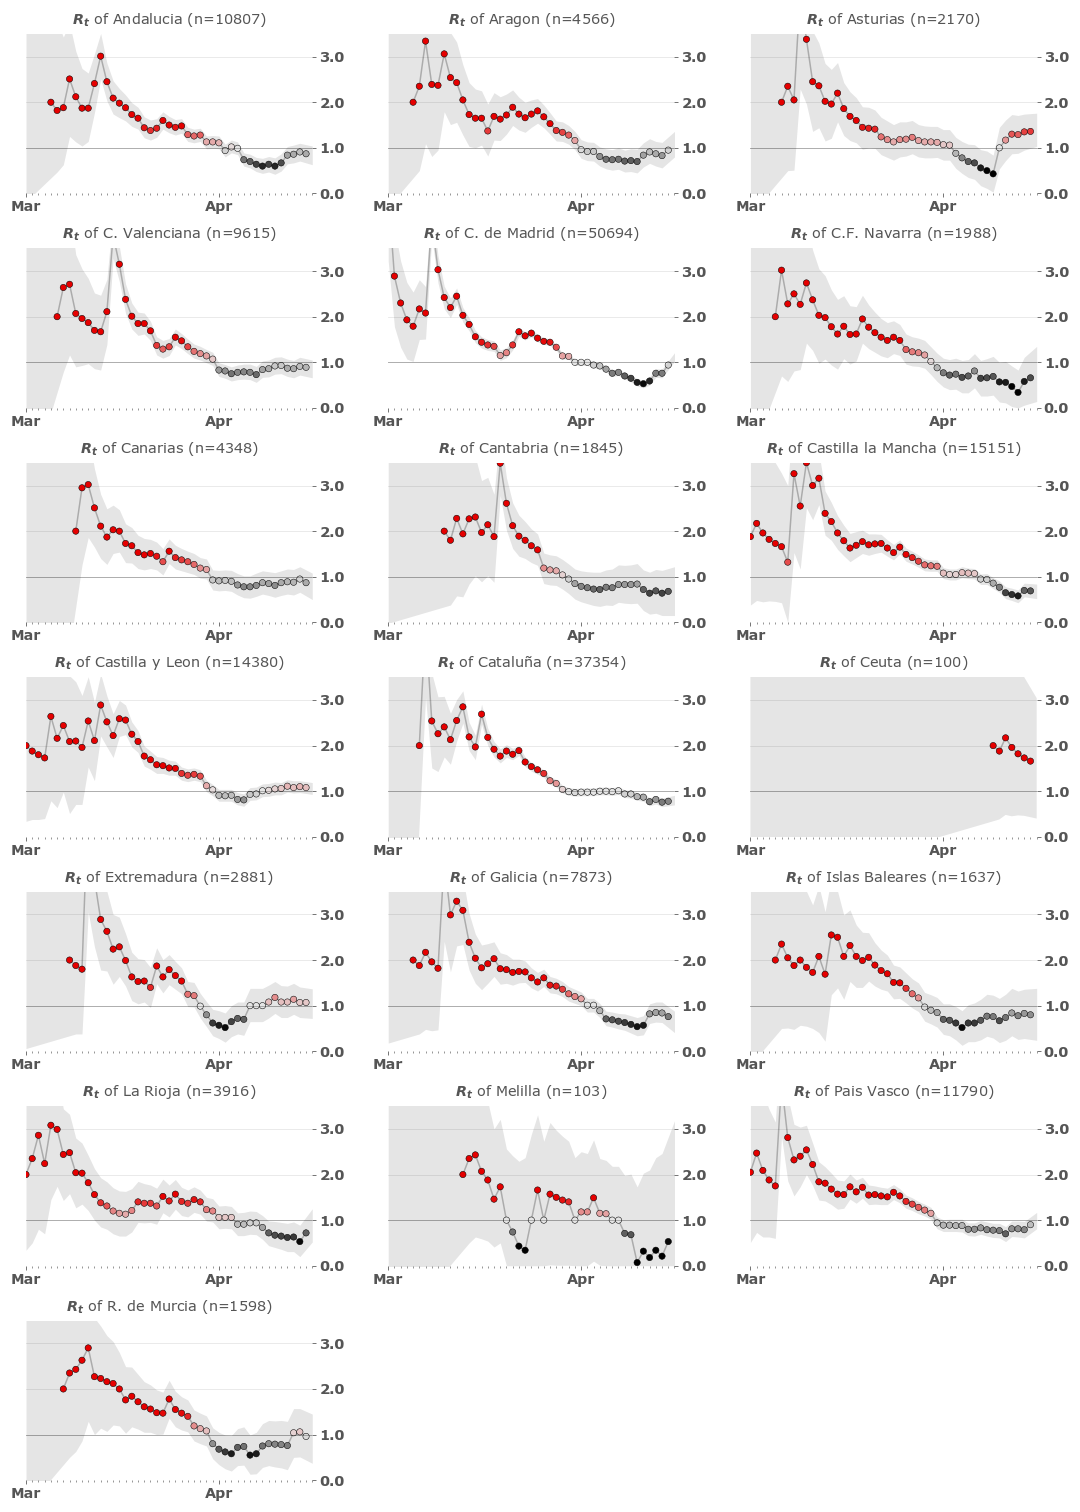 Rt of Andalucia (n=10807)
3.0
2.0
1.0
0.0
Mar Apr
Rt of Aragon (n=4566)
3.0
2.0
1.0
0.0
Mar Apr
Rt of Asturias (n=2170)
3.0
2.0
1.0
0.0
Mar Apr
Rt of C. Valenciana (n=9615)
3.0
2.0
1.0
0.0
Mar Apr
Rt of C. de Madrid (n=50694)
3.0
2.0
1.0
0.0
Mar Apr
Rt of C.F. Navarra (n=1988)
3.0
2.0
1.0
0.0
Mar Apr
Rt of Canarias (n=4348)
3.0
2.0
1.0
0.0
Mar Apr
Rt of Cantabria (n=1845)
3.0
2.0
1.0
0.0
Mar Apr
Rt of Castilla la Mancha (n=15151)
3.0
2.0
1.0
0.0
Mar Apr
Rt of Castilla y Leon (n=14380)
3.0
2.0
1.0
0.0
Mar Apr
Rt of Cataluña (n=37354)
3.0
2.0
1.0
0.0
Mar Apr
Rt of Ceuta (n=100)
3.0
2.0
1.0
0.0
Mar Apr
Rt of Extremadura (n=2881)
3.0
2.0
1.0
0.0
Mar Apr
Rt of Galicia (n=7873)
3.0
2.0
1.0
0.0
Mar Apr
Rt of Islas Baleares (n=1637)
3.0
2.0
1.0
0.0
Mar Apr
Rt of La Rioja (n=3916)
3.0
2.0
1.0
0.0
Mar Apr
Rt of Melilla (n=103)
3.0
2.0
1.0
0.0
Mar Apr
Rt of Pais Vasco (n=11790)
3.0
2.0
1.0
0.0
Mar Apr
Rt of R. de Murcia (n=1598)
3.0
2.0
1.0
0.0
Mar Apr